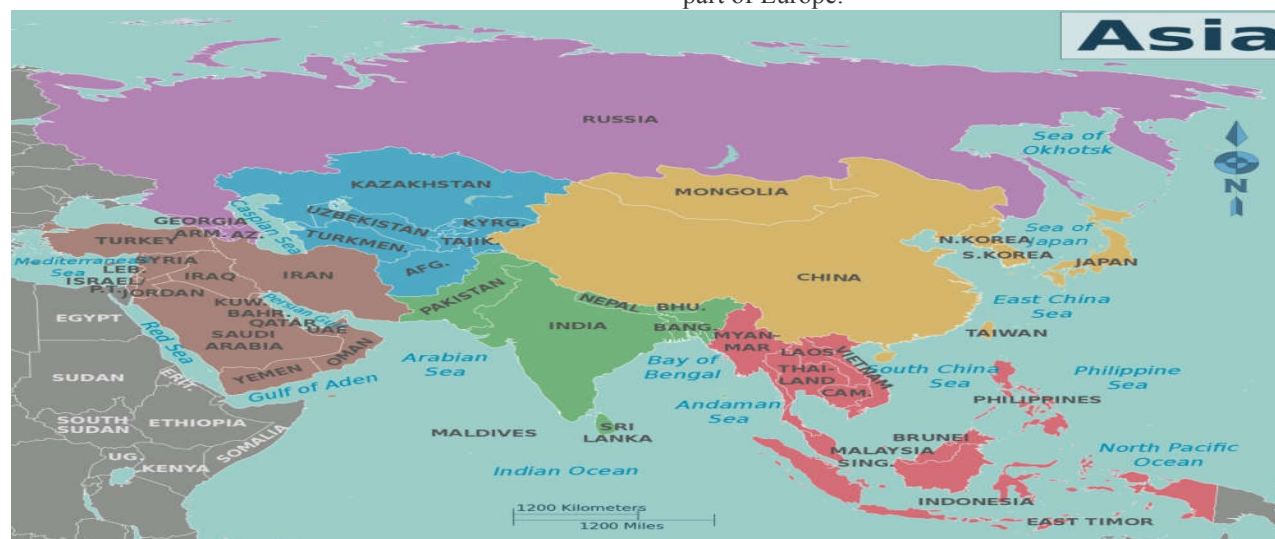 part of Europe.
Asia
RUSSIA
Sea of
Okhotsk
N
KAZAKHSTAN
MONGOLIA
UZBEKISTAN
KYRG.
TURKMEN.
TAJIK.
AFG.
Caspian Sea
GEORGIA
ARM.
AZ.
TURKEY
Mediterranean
Sea
SYRIA
LEB.
ISRAEL/
P.T.
JORDAN
IRAQ
IRAN
KUW.
BAHR.
QATAR
UAE
Persian Gulf
SAUDI
ARABIA
YEMEN
OMAN
Red Sea
Gulf of Aden
EGYPT
SUDAN
ERIT.
SOUTH
SUDAN
ETHIOPIA
SOMALIA
UG.
KENYA
PAKISTAN
INDIA
NEPAL
BHU.
BANG.
Arabian
Sea
Bay of
Bengal
SRI
LANKA
MALDIVES
Indian Ocean
CHINA
N.KOREA
S.KOREA
Sea of
Japan
JAPAN
East China
Sea
TAIWAN
MYAN-
MAR
LAOS
THAI-
LAND
VIETNAM
CAM.
Andaman
Sea
South China
Sea
Philippine
Sea
PHILIPPINES
BRUNEI
MALAYSIA
SING.
INDONESIA
EAST TIMOR
North Pacific
Ocean
1200 Kilometers
1200 Miles